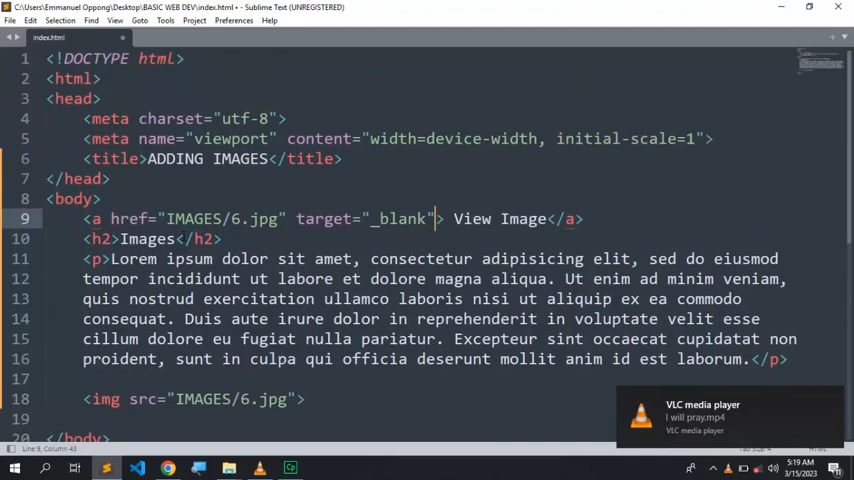 C:\Users\Emmanuel Oppong\Desktop\BASIC WEB DEV\index.html • - Sublime Text (UNREGISTERED)
File Edit Selection Find View Goto Tools Project Preferences Help
index.html
1 <!DOCTYPE html>
2 <html>
3 <head>
4 <meta charset="utf-8">
5 <meta name="viewport" content="width=device-width, initial-scale=1">
6 <title>ADDING IMAGES</title>
7 </head>
8 <body>
9 <a href="IMAGES/6.jpg" target="_blank"> View Image</a>
10 <h2>Images</h2>
11 <p>Lorem ipsum dolor sit amet, consectetur adipisicing elit, sed do eiusmod
12 tempor incididunt ut labore et dolore magna aliqua. Ut enim ad minim veniam,
13 quis nostrud exercitation ullamco laboris nisi ut aliquip ex ea commodo
14 consequat. Duis aute irure dolor in reprehenderit in voluptate velit esse
15 cillum dolore eu fugiat nulla pariatur. Excepteur sint occaecat cupidatat non
16 proident, sunt in culpa qui officia deserunt mollit anim id est laborum.</p>
17
18 <img src="IMAGES/6.jpg">
19
20 </body>
VLC media player
I will pray.mp4
VLC media player
Line 9, Column 43
HTML
5:19 AM
3/15/2023